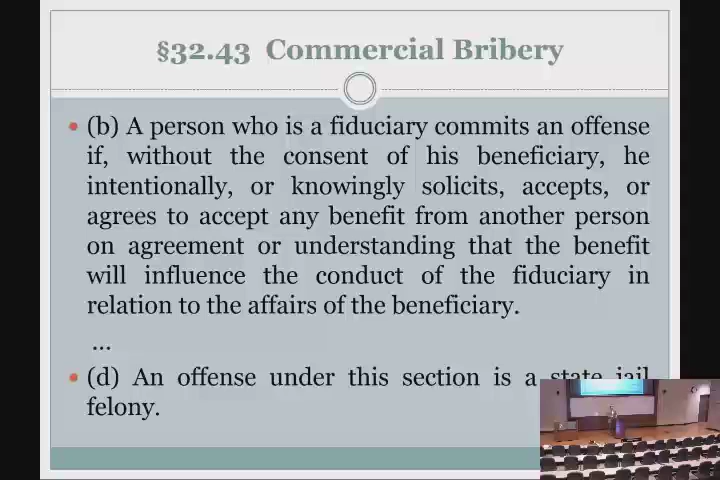 §32.43 Commercial Bribery
• (b) A person who is a fiduciary commits an offense
if, without the consent of his beneficiary, he
intentionally, or knowingly solicits, accepts, or
agrees to accept any benefit from another person
on agreement or understanding that the benefit
will influence the conduct of the fiduciary in
relation to the affairs of the beneficiary.
...
• (d) An offense under this section is a state jail
felony.